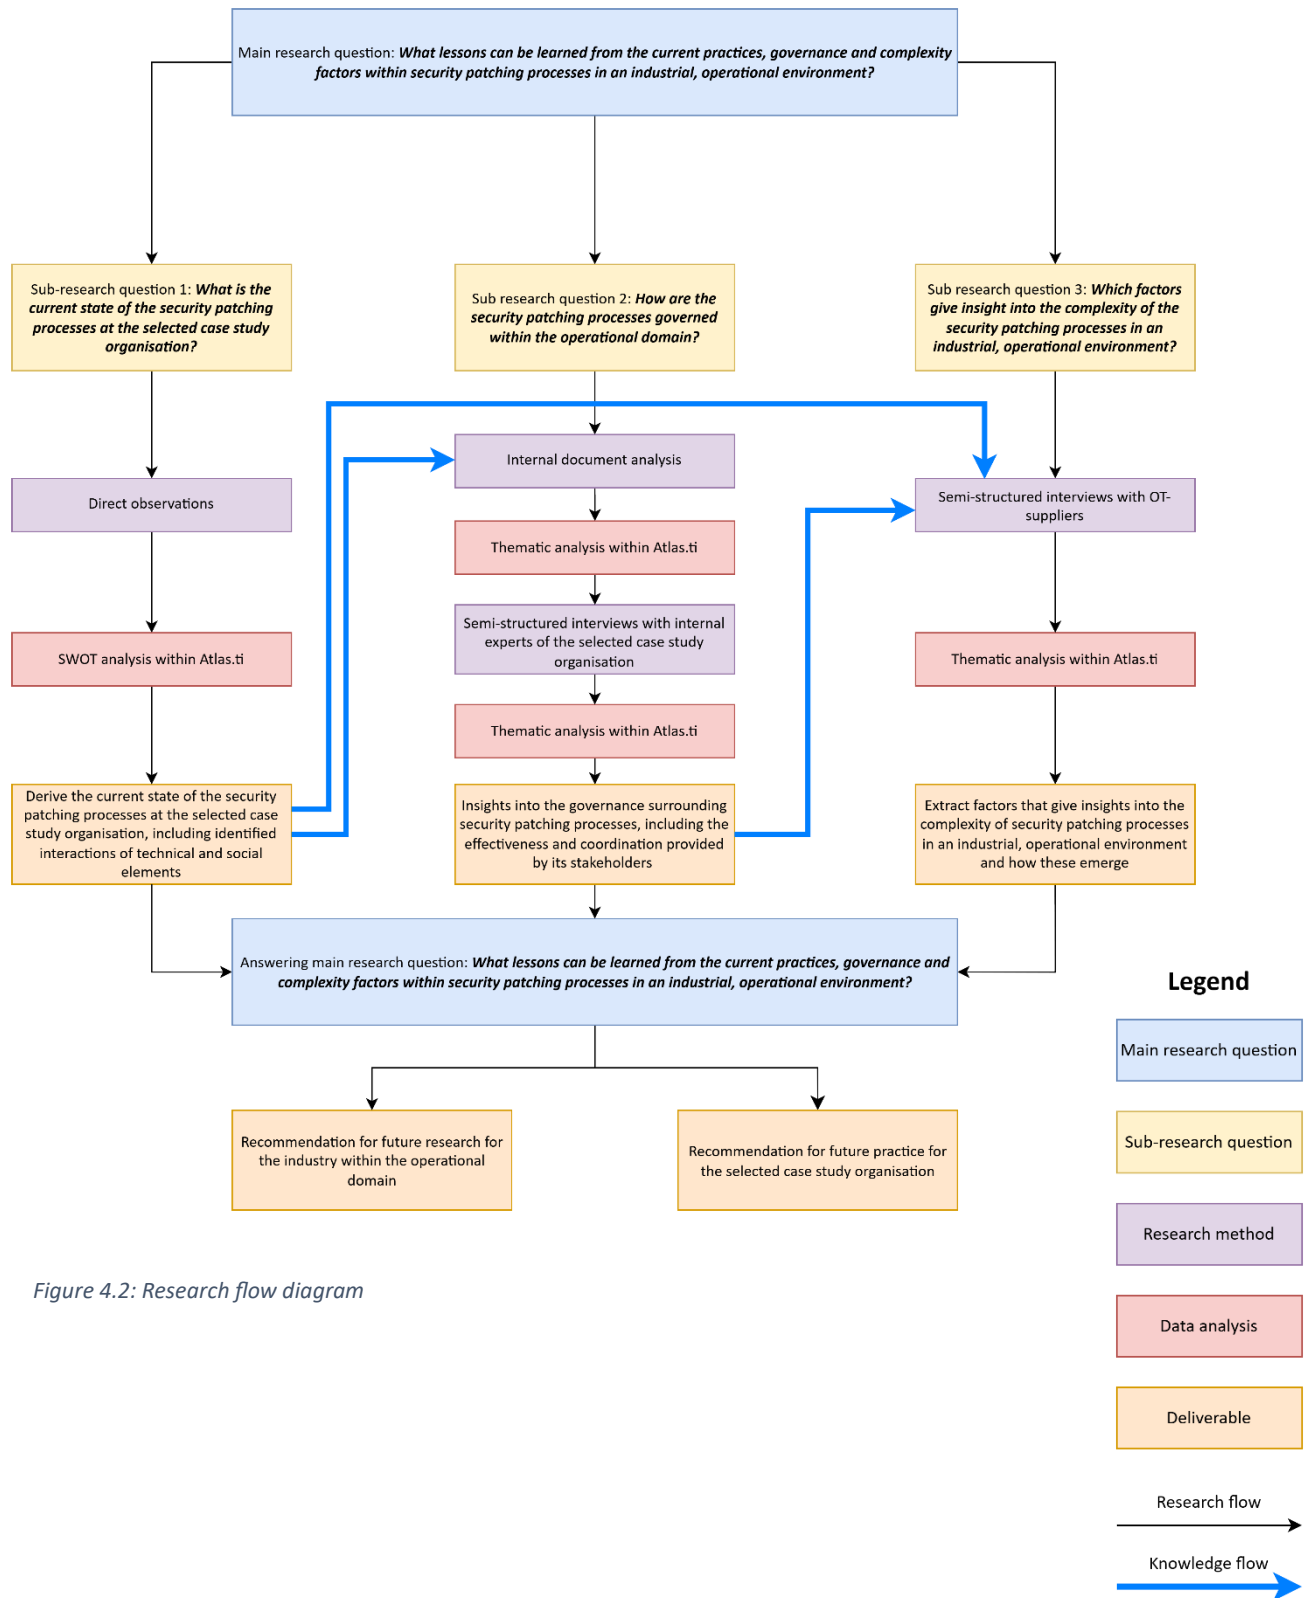 Main research question: What lessons can be learned from the current practices, governance and complexity
factors within security patching processes in an industrial, operational environment?
Sub-research question 1: What is the
current state of the security patching
processes at the selected case study
organisation?
Sub research question 2: How are the
security patching processes governed
within the operational domain?
Sub research question 3: Which factors
give insight into the complexity of the
security patching processes in an
industrial, operational environment?
Direct observations
SWOT analysis within Atlas.ti
Derive the current state of the security
patching processes at the selected case
study organisation, including identified
interactions of technical and social
elements
Internal document analysis
Thematic analysis within Atlas.ti
Semi-structured interviews with internal
experts of the selected case study
organisation
Thematic analysis within Atlas.ti
Insights into the governance surrounding
security patching processes, including the
effectiveness and coordination provided
by its stakeholders
Semi-structured interviews with OT-
suppliers
Thematic analysis within Atlas.ti
Extract factors that give insights into the
complexity of security patching processes
in an industrial, operational environment
and how these emerge
Answering main research question: What lessons can be learned from the current practices, governance and
complexity factors within security patching processes in an industrial, operational environment?
Recommendation for future research for
the industry within the operational
domain
Recommendation for future practice for
the selected case study organisation
Legend
Main research question
Sub-research question
Research method
Data analysis
Deliverable
Research flow
Knowledge flow
Figure 4.2: Research flow diagram